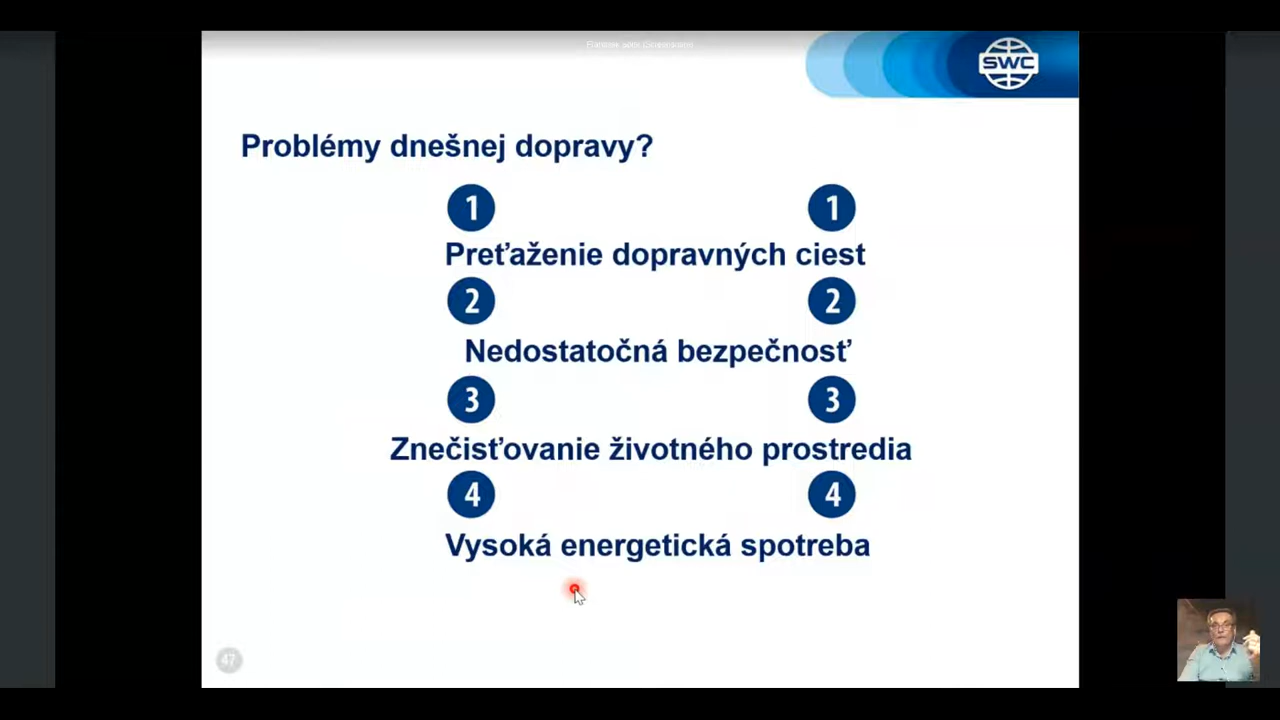 SWC
Problémy dnešnej dopravy?
1 1
Preťaženie dopravných ciest
2 2
Nedostatočná bezpečnosť
3 3
Znečisťovanie životného prostredia
4 4
Vysoká energetická spotreba
47